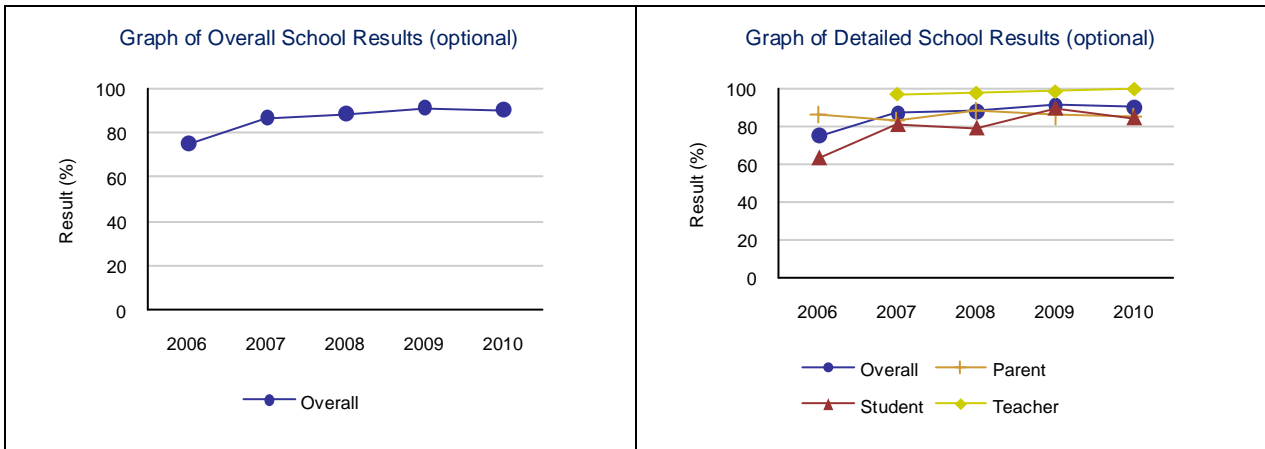 Graph of Overall School Results (optional)
Result (%)
100
80
60
40
20
0
2006 2007 2008 2009 2010
Overall
Graph of Detailed School Results (optional)
Result (%)
100
80
60
40
20
0
2006 2007 2008 2009 2010
Overall Parent
Student Teacher